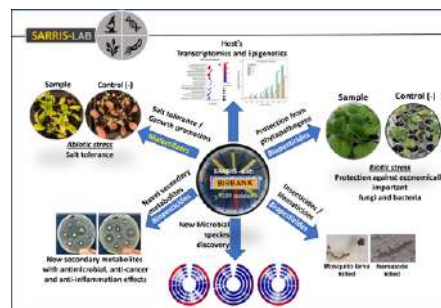 SARRIS-LAB
Host's
Transcriptomics and Epigenetics
Sample
Control (-)
Abiotic stress
Salt tolerance
Salt tolerance /
Growth promotion
Biofertilizers
Protection from
phytopathogens
Biopesticides
Sample
Control (-)
Biotic stress
Protection against economically
important
fungi and bacteria
BIOBANK
Novel secondary
metabolites
Biopesticides
Insecticides /
Nematicides
Biopesticides
New Microbial
species
discovery
New secondary metabolites
with antimicrobial, anti-cancer
and anti-inflammation effects
Mosquito larva
killed
Nematode
killed